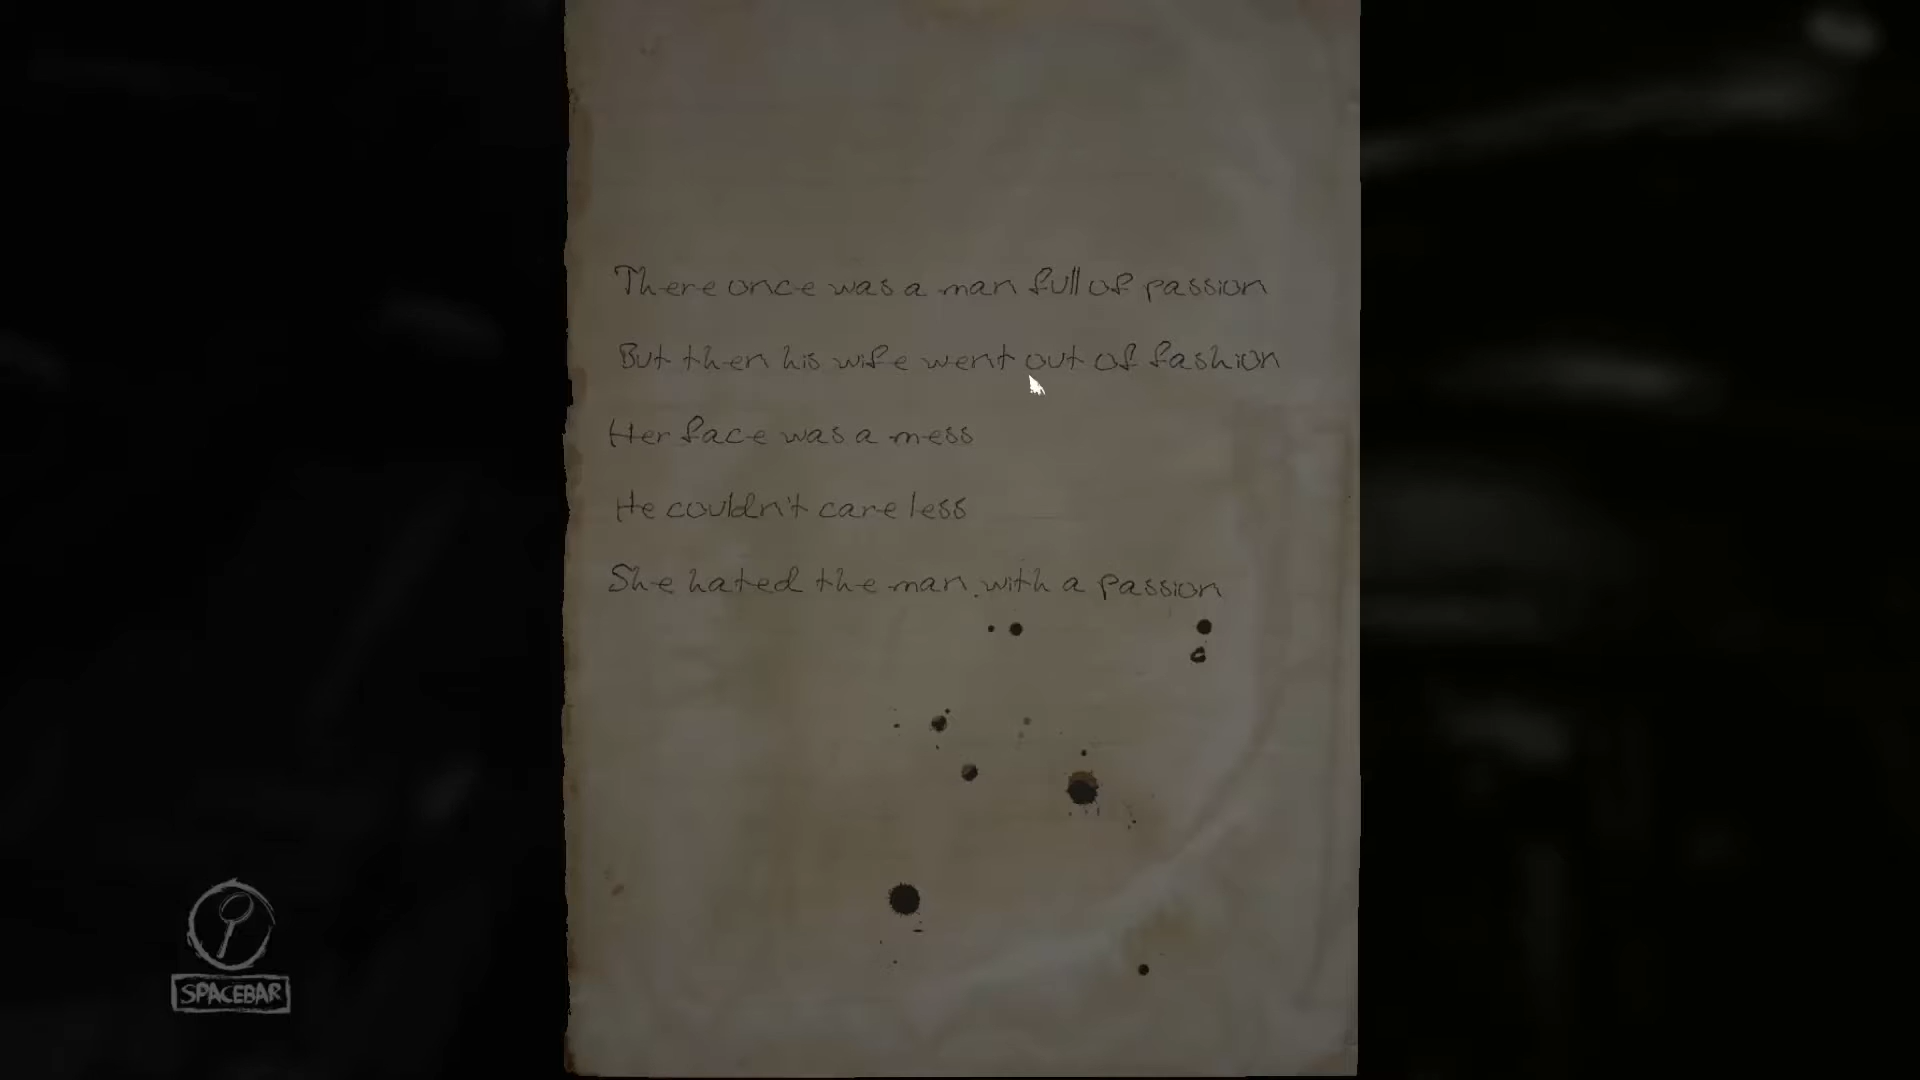 There once was a man full of passion
But then his wife went out of fashion
Her face was a mess
He couldn't care less
She hated the man with a passion
SPACEBAR